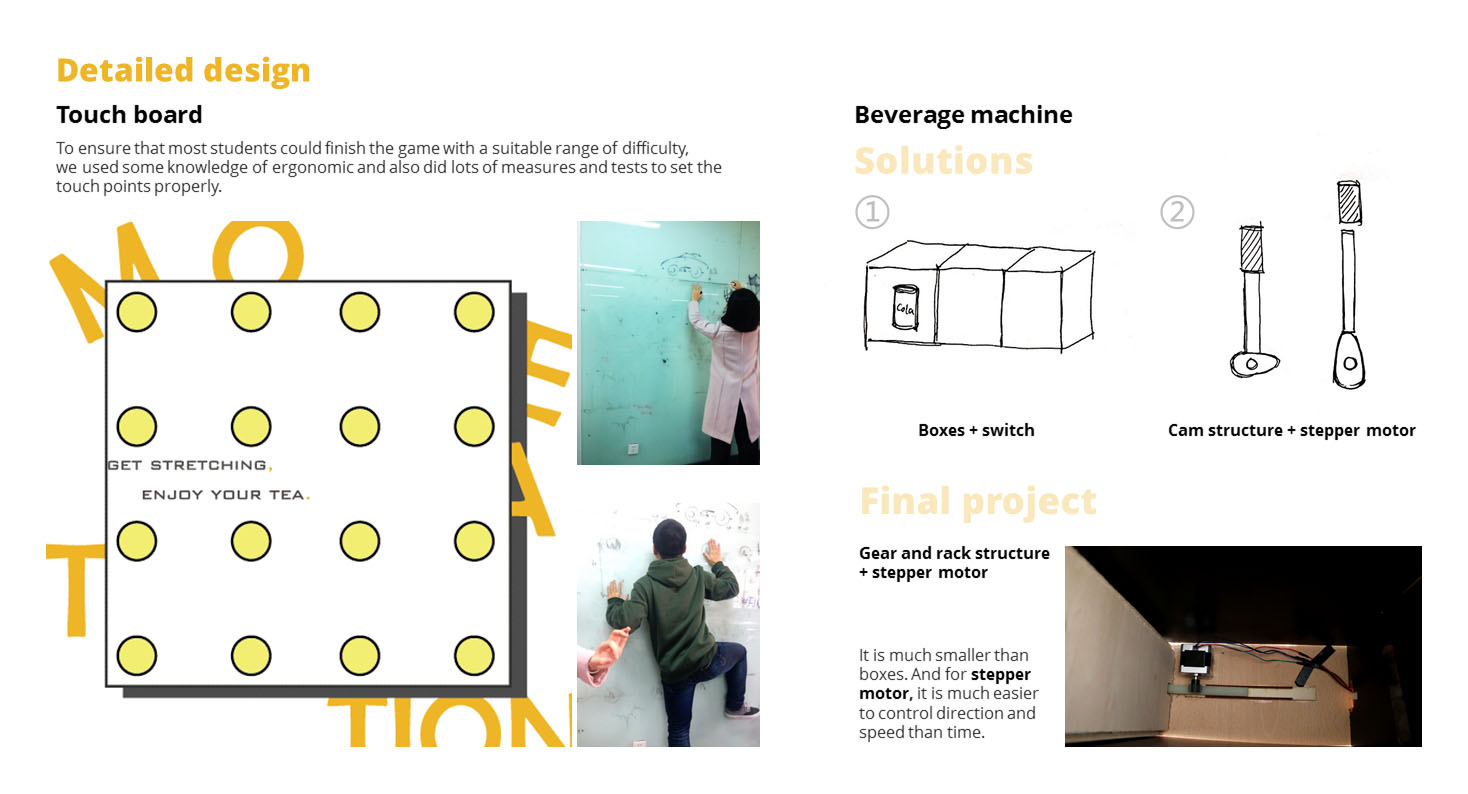 Detailed design
Touch board
To ensure that most students could finish the game with a suitable range of difficulty,
we used some knowledge of ergonomic and also did lots of measures and tests to set the
touch points properly.
MO
E
A
T
TION
GET STRETCHING,
ENJOY YOUR TEA.
Beverage machine
Solutions
①
②
Cola
Boxes + switch
Cam structure + stepper motor
Final project
Gear and rack structure
+ stepper motor
It is much smaller than
boxes. And for stepper
motor, it is much easier
to control direction and
speed than time.